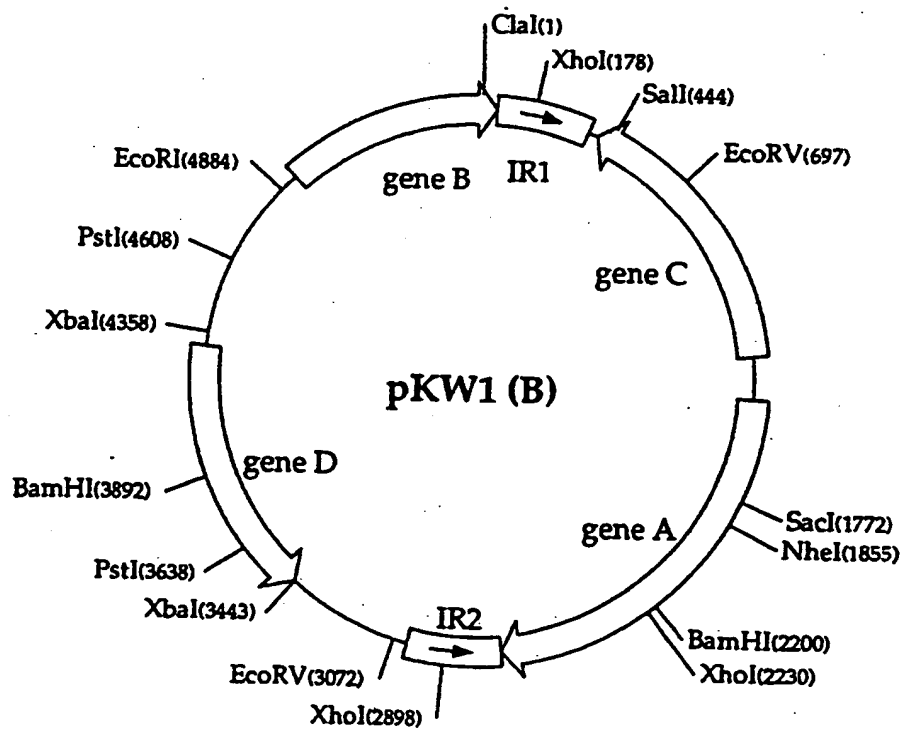 ClaI(1)
XhoI(178)
SalI(444)
EcoRV(697)
EcoRI(4884)
gene B
IR1
PstI(4608)
gene C
XbaI(4358)
pKW1 (B)
gene D
BamHI(3892)
gene A
SacI(1772)
NheI(1855)
PstI(3638)
XbaI(3443)
IR2
BamHI(2200)
EcoRV(3072)
XhoI(2230)
XhoI(2898)